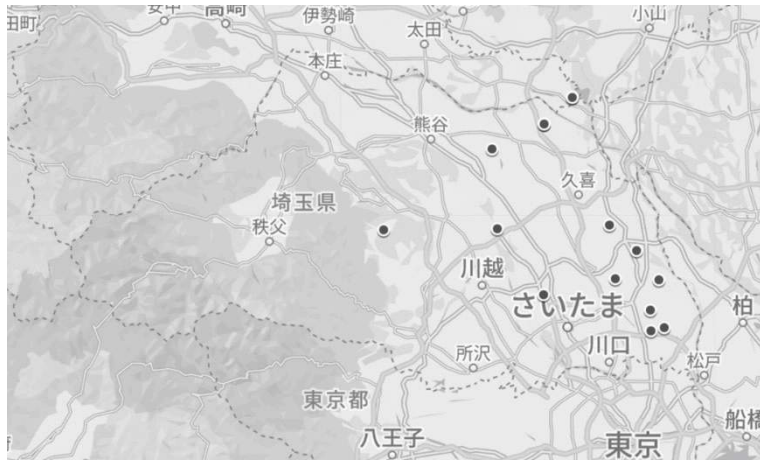 高崎
伊勢崎
小山
田町
太田
本庄
熊谷
久喜
埼玉県
秩父
川越
さいたま
柏
川口
所沢
松戸
東京都
船橋
八王子
東京